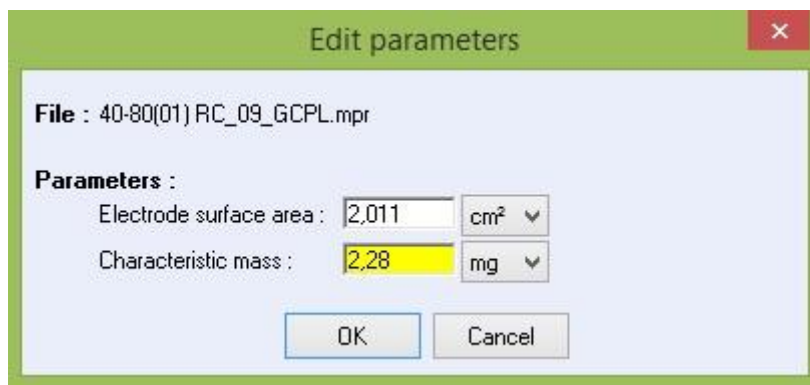 Edit parameters
×
File : 40-80(01) RC_09_GCPL.mpr
Parameters :
Electrode surface area : 2,011 cm²
Characteristic mass : 2,28 mg
OK Cancel